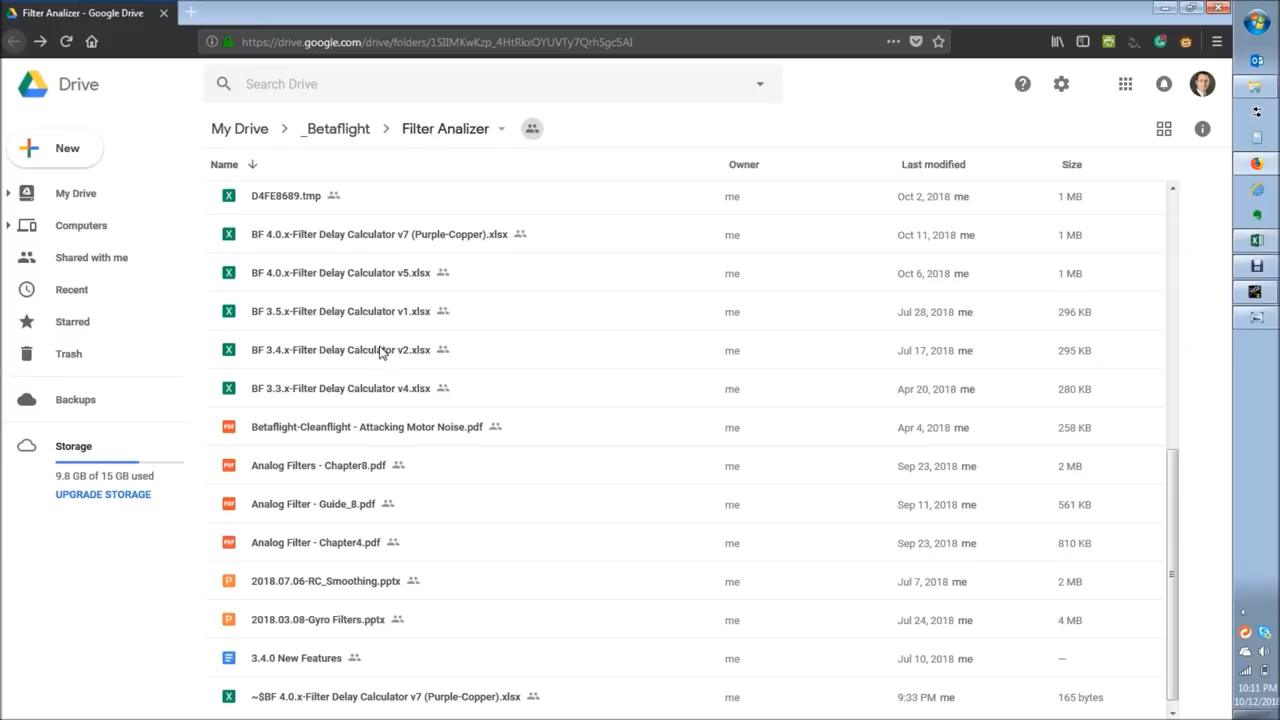 Filter Analizer - Google Drive
https://drive.google.com/drive/folders/1SIIMKwKzp_4HtRkxOYUVTy7QrhSgc5AI
Drive
Search Drive
New
My Drive
Computers
Shared with me
Recent
Starred
Trash
Backups
Storage
9.8 GB of 15 GB used
UPGRADE STORAGE
My Drive > _Betaflight > Filter Analizer
Name Owner Last modified Size
D4FE8689.tmp me Oct 2, 2018 me 1 MB
BF 4.0.x-Filter Delay Calculator v7 (Purple-Copper).xlsx me Oct 11, 2018 me 1 MB
BF 4.0.x-Filter Delay Calculator v5.xlsx me Oct 6, 2018 me 1 MB
BF 3.5.x-Filter Delay Calculator v1.xlsx me Jul 28, 2018 me 296 KB
BF 3.4.x-Filter Delay Calculator v2.xlsx me Jul 17, 2018 me 295 KB
BF 3.3.x-Filter Delay Calculator v4.xlsx me Apr 20, 2018 me 280 KB
PDF Betaflight-Cleanflight - Attacking Motor Noise.pdf me Apr 4, 2018 me 258 KB
PDF Analog Filters - Chapter8.pdf me Sep 23, 2018 me 2 MB
PDF Analog Filter - Guide_8.pdf me Sep 11, 2018 me 561 KB
PDF Analog Filter - Chapter4.pdf me Sep 23, 2018 me 810 KB
P 2018.07.06-RC_Smoothing.pptx me Jul 7, 2018 me 2 MB
P 2018.03.08-Gyro Filters.pptx me Jul 24, 2018 me 4 MB
3.4.0 New Features me Jul 10, 2018 me —
~$BF 4.0.x-Filter Delay Calculator v7 (Purple-Copper).xlsx me 9:33 PM me 165 bytes
10:11 PM